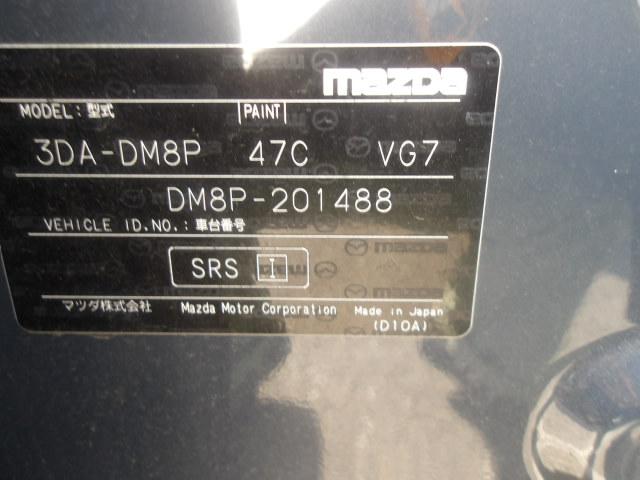 mazda
MODEL: 型式 PAINT
3DA-DM8P 47C VG7
DM8P-201488
VEHICLE ID.NO.: 車台番号
SRS I
マツダ株式会社 Mazda Motor Corporation Made in Japan
(D10A)